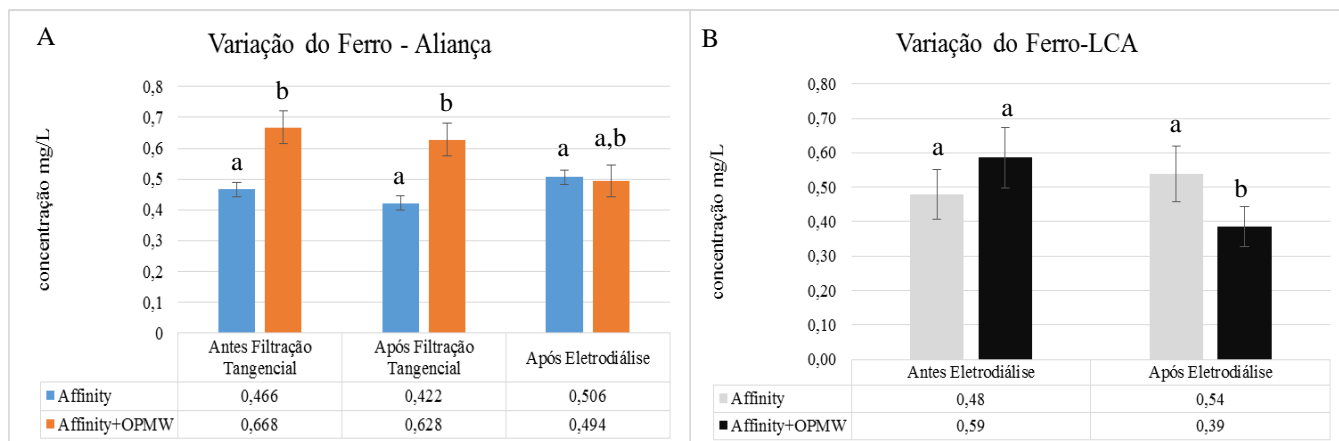 A
Variação do Ferro - Aliança
concentração mg/L
0,8
0,7
0,6
0,5
0,4
0,3
0,2
0,1
0
a
b
a
b
a
a,b
Antes Filtração Tangencial
Após Filtração Tangencial
Após Eletrodiálise
Affinity 0,466 0,422 0,506
Affinity+OPMW 0,668 0,628 0,494
B
Variação do Ferro-LCA
concentração mg/L
0,80
0,70
0,60
0,50
0,40
0,30
0,20
0,10
0,00
a
a
a
b
Antes Eletrodiálise
Após Eletrodiálise
Affinity 0,48 0,54
Affinity+OPMW 0,59 0,39